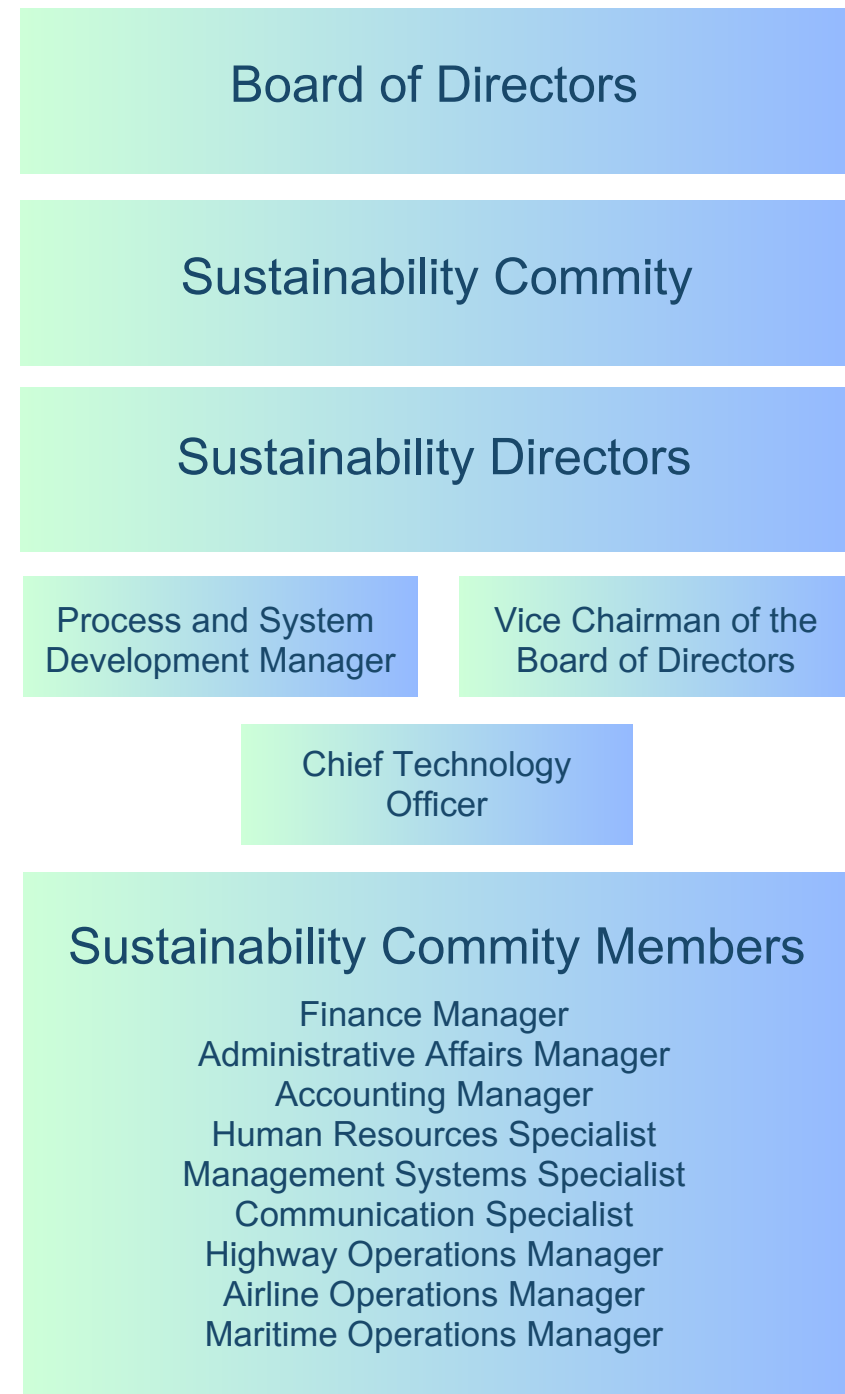 Board of Directors
Sustainability Commity
Sustainability Directors
Process and System
Development Manager
Vice Chairman of the
Board of Directors
Chief Technology
Officer
Sustainability Commity Members
Finance Manager
Administrative Affairs Manager
Accounting Manager
Human Resources Specialist
Management Systems Specialist
Communication Specialist
Highway Operations Manager
Airline Operations Manager
Maritime Operations Manager